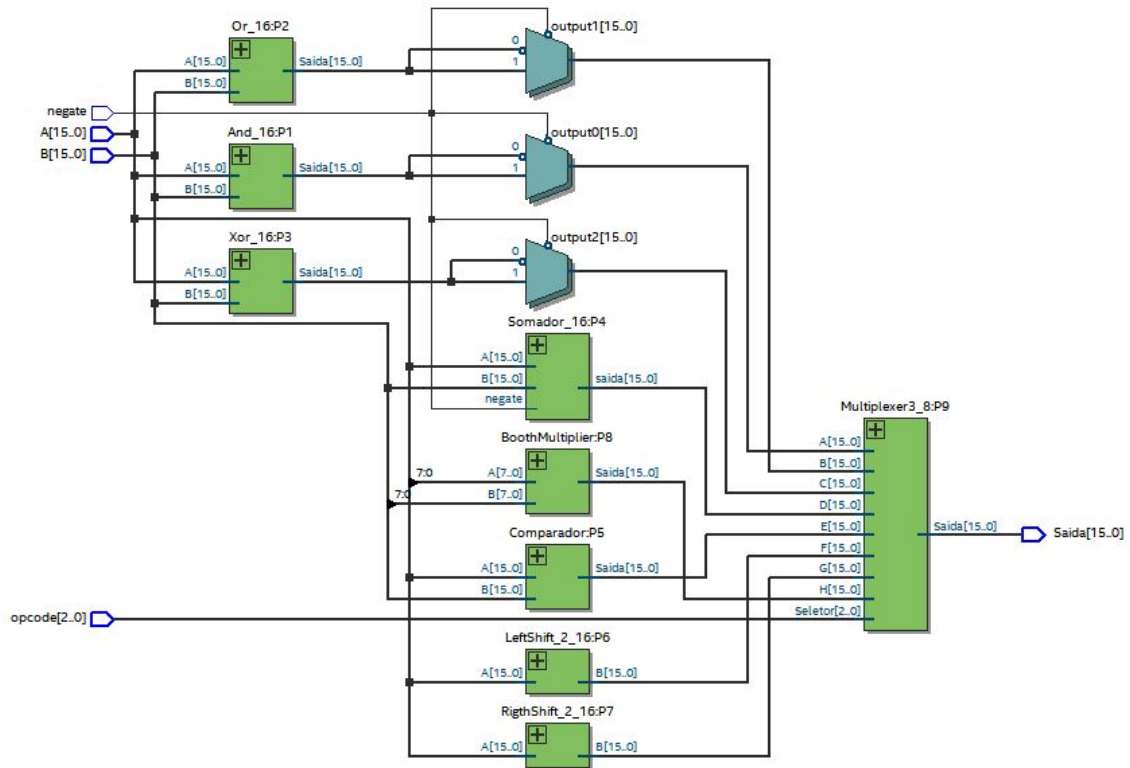 Or_16:P2
A[15..0]
B[15..0]
Saida[15..0]
output1[15..0]
0
1
negate
A[15..0]
B[15..0]
And_16:P1
A[15..0]
B[15..0]
Saida[15..0]
output0[15..0]
0
1
Xor_16:P3
A[15..0]
B[15..0]
Saida[15..0]
output2[15..0]
0
1
Somador_16:P4
A[15..0]
B[15..0]
negate
saida[15..0]
BoothMultiplier:P8
7:0
A[7..0]
7:0
B[7..0]
Saida[15..0]
Comparador:P5
A[15..0]
B[15..0]
Saida[15..0]
Multiplexer3_8:P9
A[15..0]
B[15..0]
C[15..0]
D[15..0]
E[15..0]
F[15..0]
G[15..0]
H[15..0]
Seletor[2..0]
Saida[15..0]
Saida[15..0]
opcode[2..0]
LeftShift_2_16:P6
A[15..0]
B[15..0]
RigthShift_2_16:P7
A[15..0]
B[15..0]